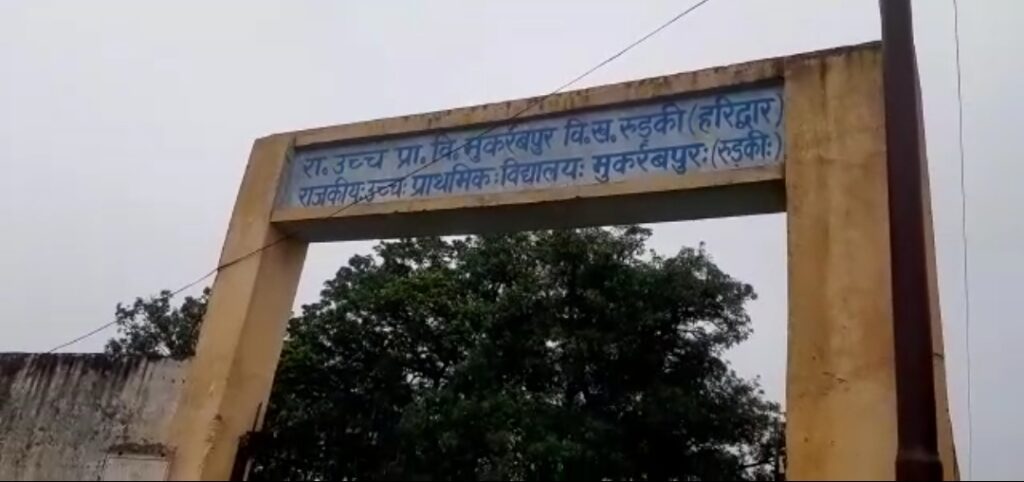 रा. उच्च प्रा. वि. मुकर्रबपुर वि.ख. रुड़की (हरिद्वार)
राजकीयः उच्चः प्राथमिकः विद्यालयः मुकर्रबपुरः (रुड़कीः)